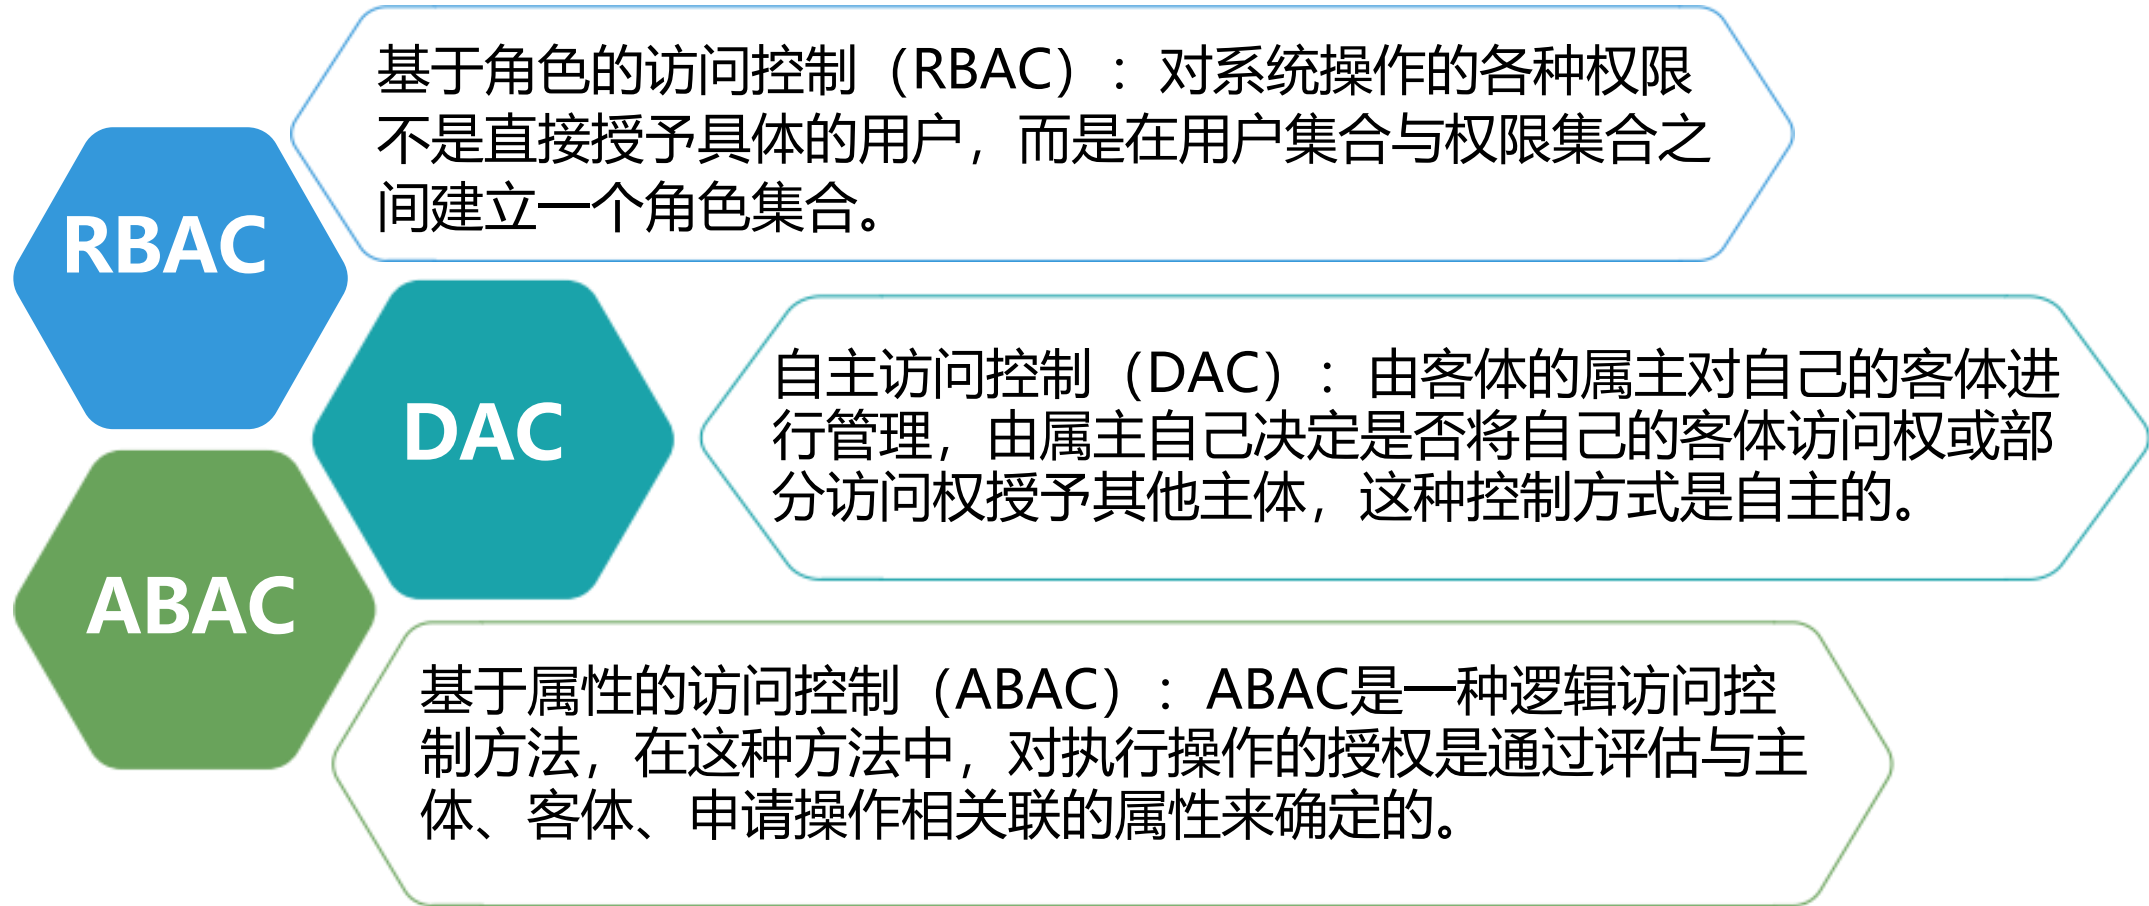 RBAC
基于角色的访问控制（RBAC）：对系统操作的各种权限
不是直接授予具体的用户，而是在用户集合与权限集合之
间建立一个角色集合。
DAC
自主访问控制（DAC）：由客体的属主对自己的客体进
行管理，由属主自己决定是否将自己的客体访问权或部
分访问权授予其他主体，这种控制方式是自主的。
ABAC
基于属性的访问控制（ABAC）：ABAC是一种逻辑访问控
制方法，在这种方法中，对执行操作的授权是通过评估与主
体、客体、申请操作相关联的属性来确定的。